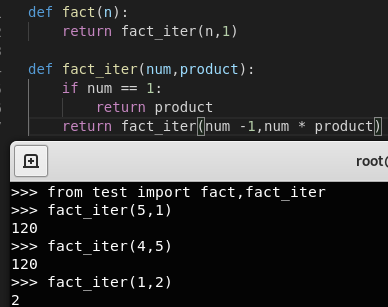 def fact(n):
    return fact_iter(n,1)
def fact_iter(num,product):
    if num == 1:
        return product
    return fact_iter(num -1,num * product)
root(
>>> from test import fact,fact_iter
>>> fact_iter(5,1)
120
>>> fact_iter(4,5)
120
>>> fact_iter(1,2)
2